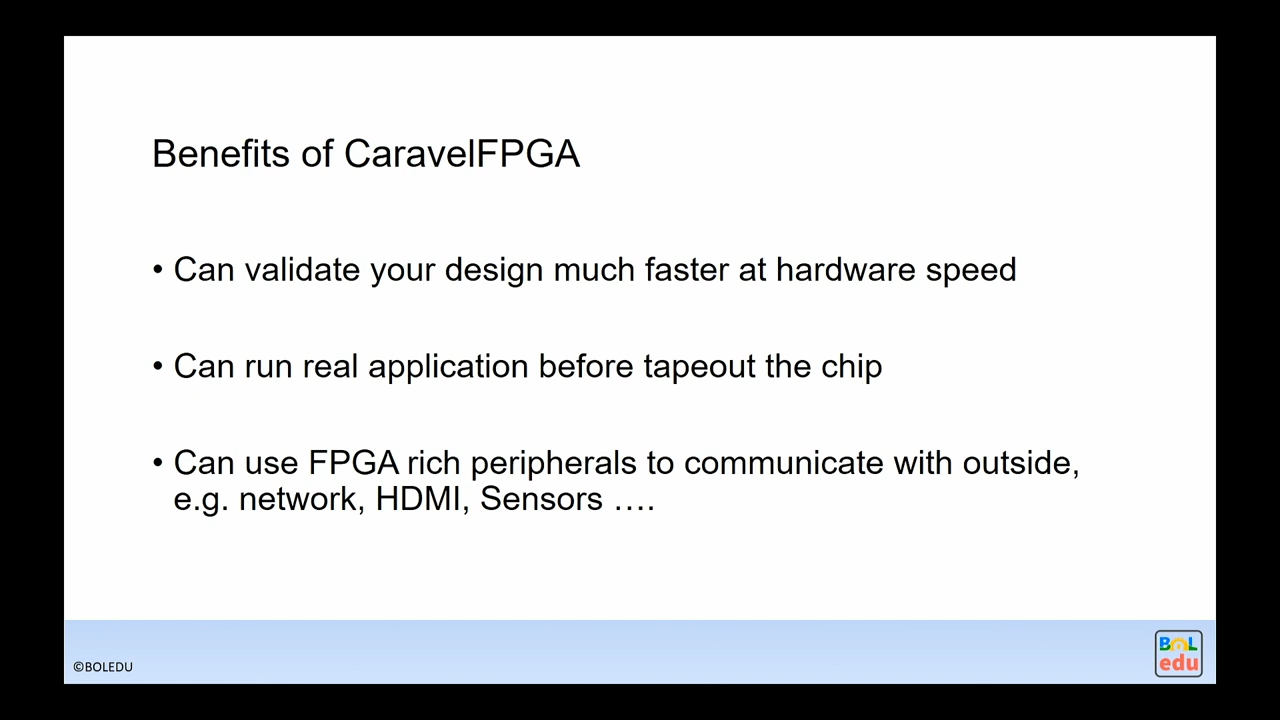 Benefits of CaravelFPGA
• Can validate your design much faster at hardware speed
• Can run real application before tapeout the chip
• Can use FPGA rich peripherals to communicate with outside,
e.g. network, HDMI, Sensors ….
©BOLEDU
BOL
edu